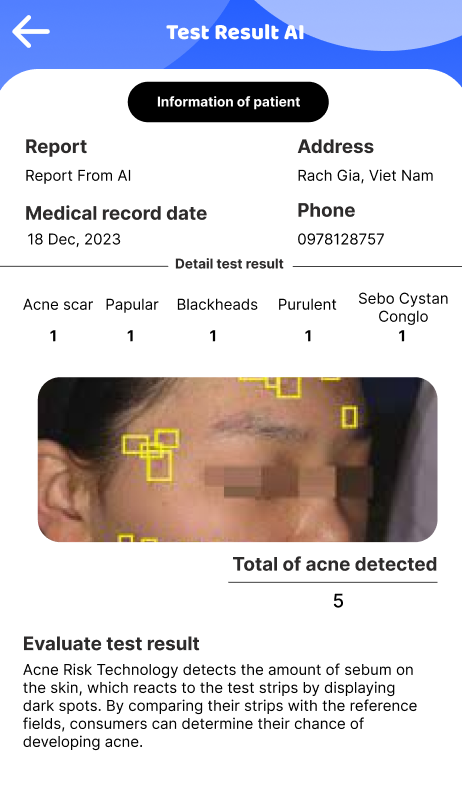 Test Result AI
Information of patient
Report
Address
Report From AI
Rach Gia, Viet Nam
Medical record date
Phone
18 Dec, 2023
0978128757
Detail test result
Acne scar
Papular
Blackheads
Purulent
Sebo Cystan
Conglo
1
1
1
1
1
Total of acne detected
5
Evaluate test result
Acne Risk Technology detects the amount of sebum on
the skin, which reacts to the test strips by displaying
dark spots. By comparing their strips with the reference
fields, consumers can determine their chance of
developing acne.